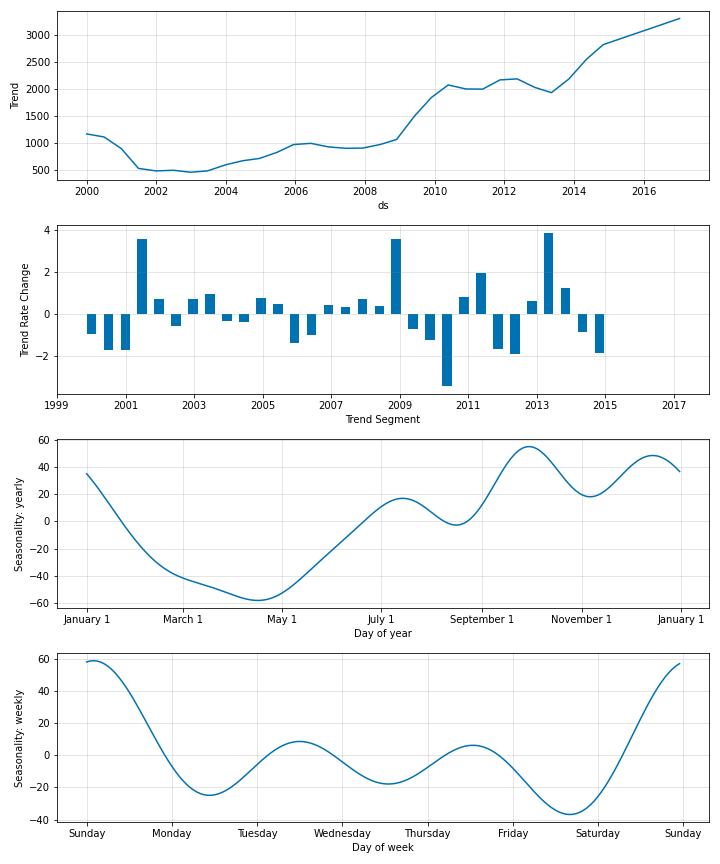 Trend
3000
2500
2000
1500
1000
500
2000 2002 2004 2006 2008 2010 2012 2014 2016
ds
Trend Rate Change
4
2
0
−2
1999 2001 2003 2005 2007 2009 2011 2013 2015 2017
Trend Segment
Seasonality: yearly
60
40
20
0
−20
−40
−60
January 1 March 1 May 1 July 1 September 1 November 1 January 1
Day of year
Seasonality: weekly
60
40
20
0
−20
−40
Sunday Monday Tuesday Wednesday Thursday Friday Saturday Sunday
Day of week